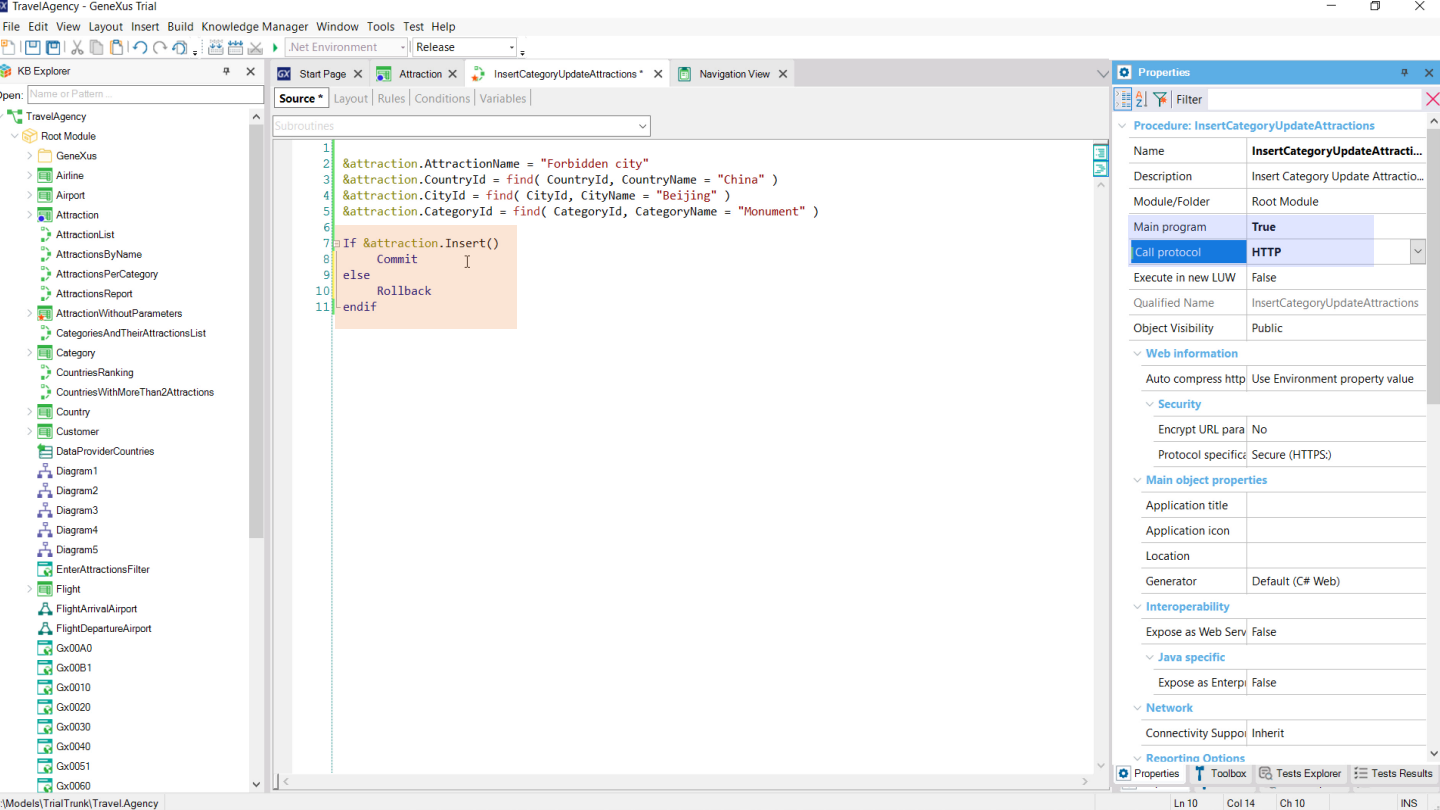 TravelAgency - GeneXus Trial
File Edit View Layout Insert Build Knowledge Manager Window Tools Test Help
.Net Environment Release
KB Explorer
Open: Name or Pattern ...
TravelAgency
Root Module
GeneXus
Airline
Airport
Attraction
AttractionList
AttractionsByName
AttractionsPerCategory
AttractionsReport
AttractionWithoutParameters
CategoriesAndTheirAttractionsList
Category
CountriesRanking
CountriesWithMoreThan2Attractions
Country
Customer
DataProviderCountries
Diagram1
Diagram2
Diagram3
Diagram4
Diagram5
EnterAttractionsFilter
Flight
FlightArrivalAirport
FlightDepartureAirport
Gx00A0
Gx00B1
Gx0010
Gx0020
Gx0030
Gx0040
Gx0051
Gx0060
Start Page Attraction InsertCategoryUpdateAttractions * Navigation View
Source * Layout Rules Conditions Variables
Subroutines
1
2 &attraction.AttractionName = "Forbidden city"
3 &attraction.CountryId = find( CountryId, CountryName = "China" )
4 &attraction.CityId = find( CityId, CityName = "Beijing" )
5 &attraction.CategoryId = find( CategoryId, CategoryName = "Monument" )
6
7 If &attraction.Insert()
8 Commit
9 else
10 Rollback
11 endif
Properties
Filter
Procedure: InsertCategoryUpdateAttractions
Name InsertCategoryUpdateAttracti...
Description Insert Category Update Attractio...
Module/Folder Root Module
Main program True
Call protocol HTTP
Execute in new LUW False
Qualified Name InsertCategoryUpdateAttractions
Object Visibility Public
Web information
Auto compress http Use Environment property value
Security
Encrypt URL para No
Protocol specifica Secure (HTTPS:)
Main object properties
Application title
Application icon
Location
Generator Default (C# Web)
Interoperability
Expose as Web Serv False
Java specific
Expose as Enterpr False
Network
Connectivity Suppor Inherit
Reporting Options
Properties Toolbox Tests Explorer Tests Results
:\Models\TrialTrunk\Travel.Agency Ln 10 Col 14 Ch 10 INS